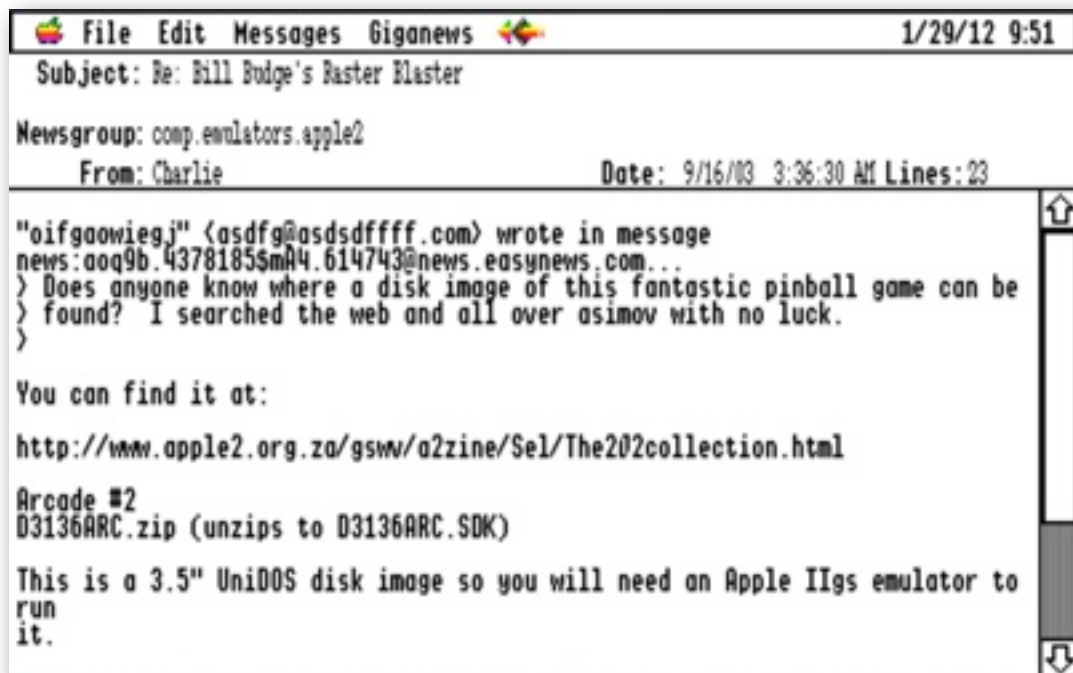 File Edit Messages Giganews 1/29/12 9:51
Subject: Re: Bill Budge's Raster Blaster
Newsgroup: comp.emulators.apple2
From: Charlie Date: 9/16/03 3:36:30 AM Lines: 23
"oifgaowiegj" <asdfg@asdsdffff.com> wrote in message
news:aoq9b.4378185$mA4.614743@news.easynews.com...
> Does anyone know where a disk image of this fantastic pinball game can be
> found? I searched the web and all over asimov with no luck.
>
You can find it at:
http://www.apple2.org.za/gswv/a2zine/Sel/The202collection.html
Arcade #2
D3136ARC.zip (unzips to D3136ARC.SDK)
This is a 3.5" UniDOS disk image so you will need an Apple IIgs emulator to
run
it.